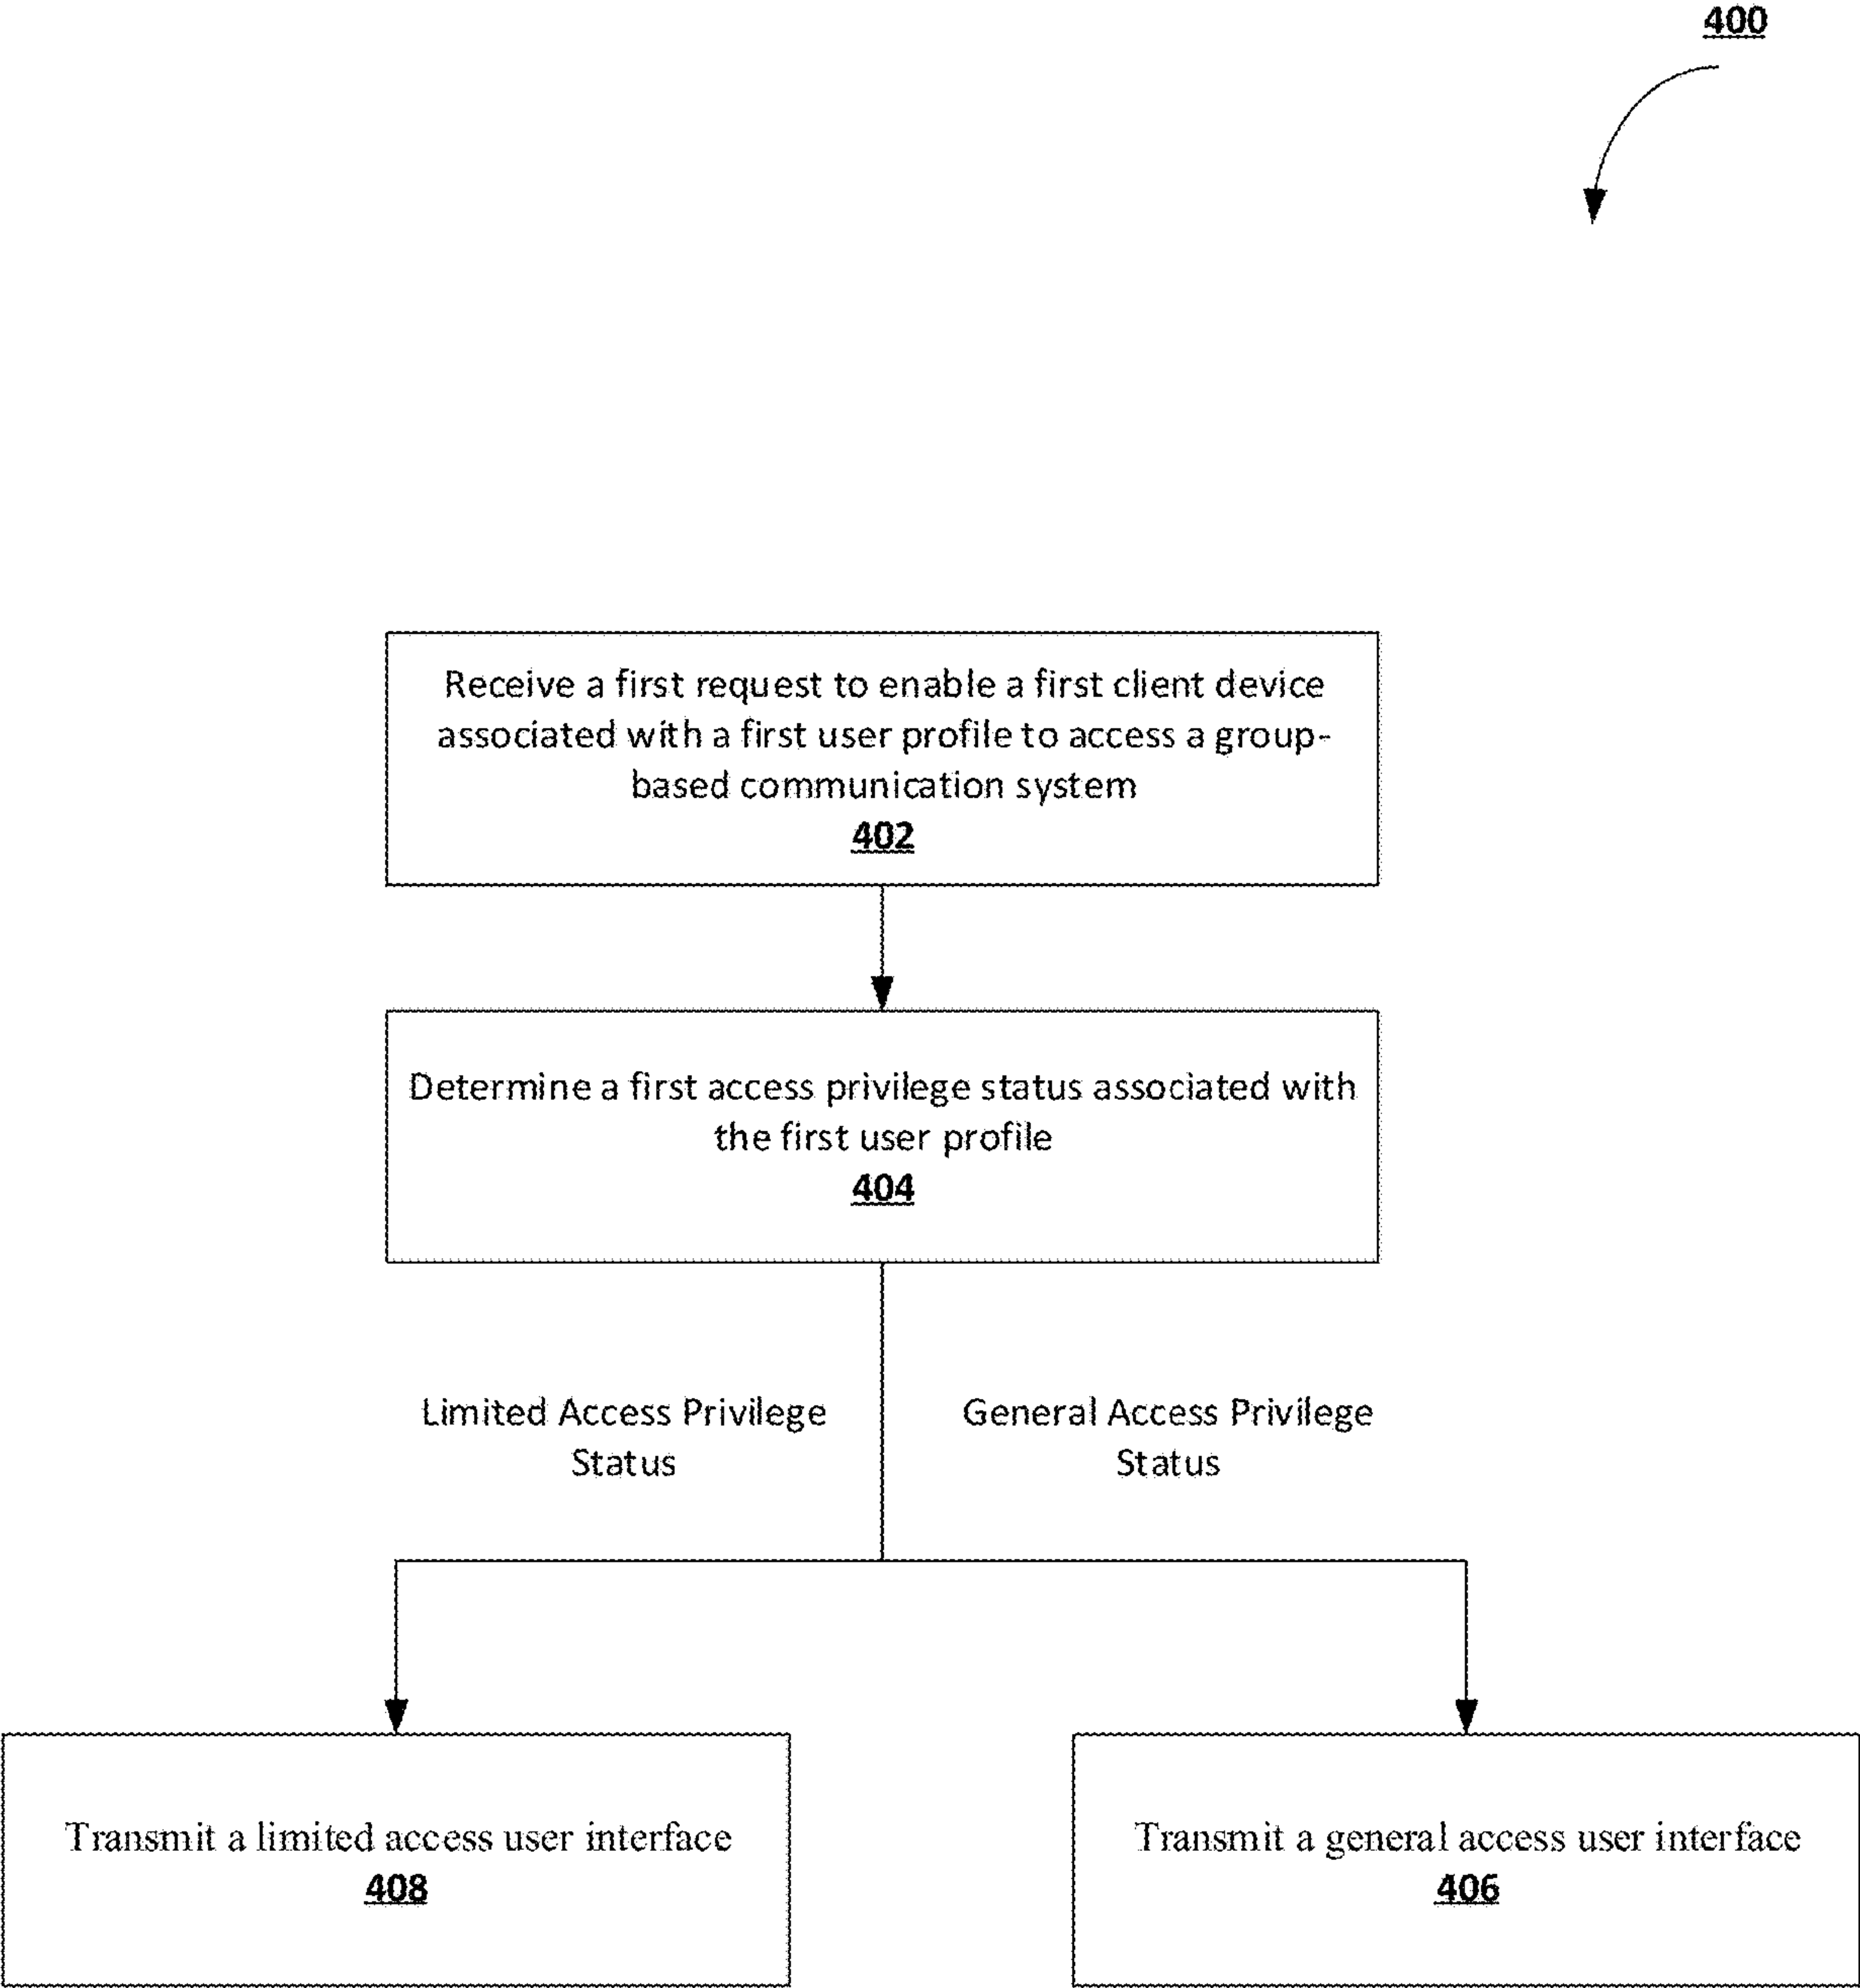 400
Receive a first request to enable a first client device
associated with a first user profile to access a group-
based communication system
402
Determine a first access privilege status associated with
the first user profile
404
Limited Access Privilege
Status
General Access Privilege
Status
Transmit a limited access user interface
408
Transmit a general access user interface
406